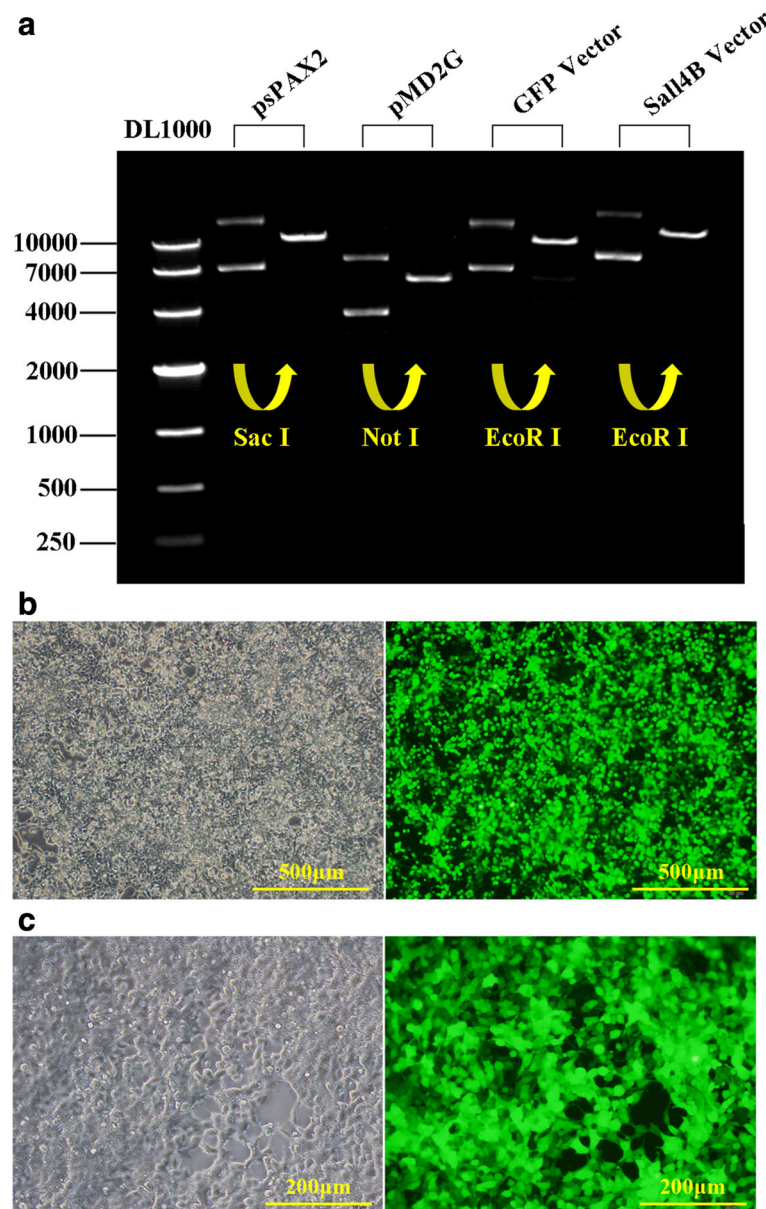 a
psPAX2
pMD2G
GFP Vector
Sall4B Vector
DL1000
10000
7000
4000
2000
1000
500
250
Sac I
Not I
EcoR I
EcoR I
b
500μm
500μm
c
200μm
200μm